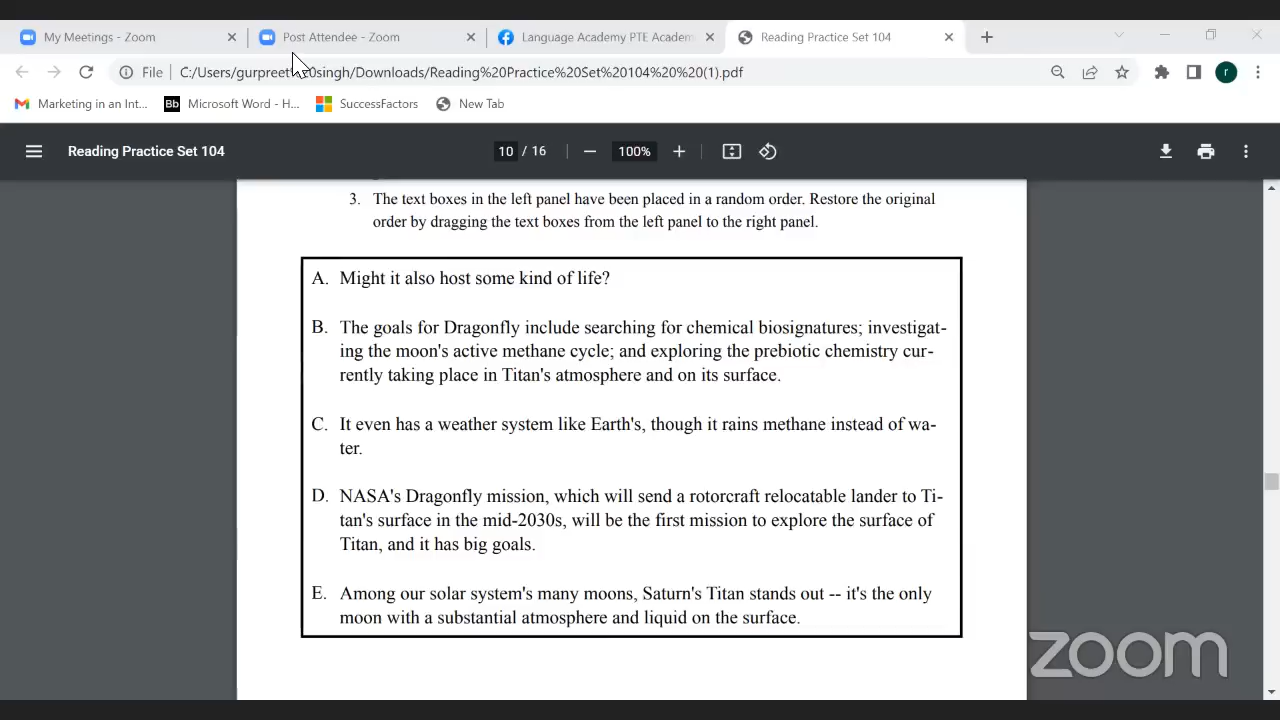 My Meetings - Zoom
Post Attendee - Zoom
Language Academy PTE Academ
Reading Practice Set 104
File
C:/Users/gurpreet%20singh/Downloads/Reading%20Practice%20Set%20104%20%20(1).pdf
r
Marketing in an Int...
Bb
Microsoft Word - H...
SuccessFactors
New Tab
Reading Practice Set 104
10 / 16
100%
3. The text boxes in the left panel have been placed in a random order. Restore the original
order by dragging the text boxes from the left panel to the right panel.
A. Might it also host some kind of life?
B. The goals for Dragonfly include searching for chemical biosignatures; investigat-
ing the moon's active methane cycle; and exploring the prebiotic chemistry cur-
rently taking place in Titan's atmosphere and on its surface.
C. It even has a weather system like Earth's, though it rains methane instead of wa-
ter.
D. NASA's Dragonfly mission, which will send a rotorcraft relocatable lander to Ti-
tan's surface in the mid-2030s, will be the first mission to explore the surface of
Titan, and it has big goals.
E. Among our solar system's many moons, Saturn's Titan stands out -- it's the only
moon with a substantial atmosphere and liquid on the surface.
zoom